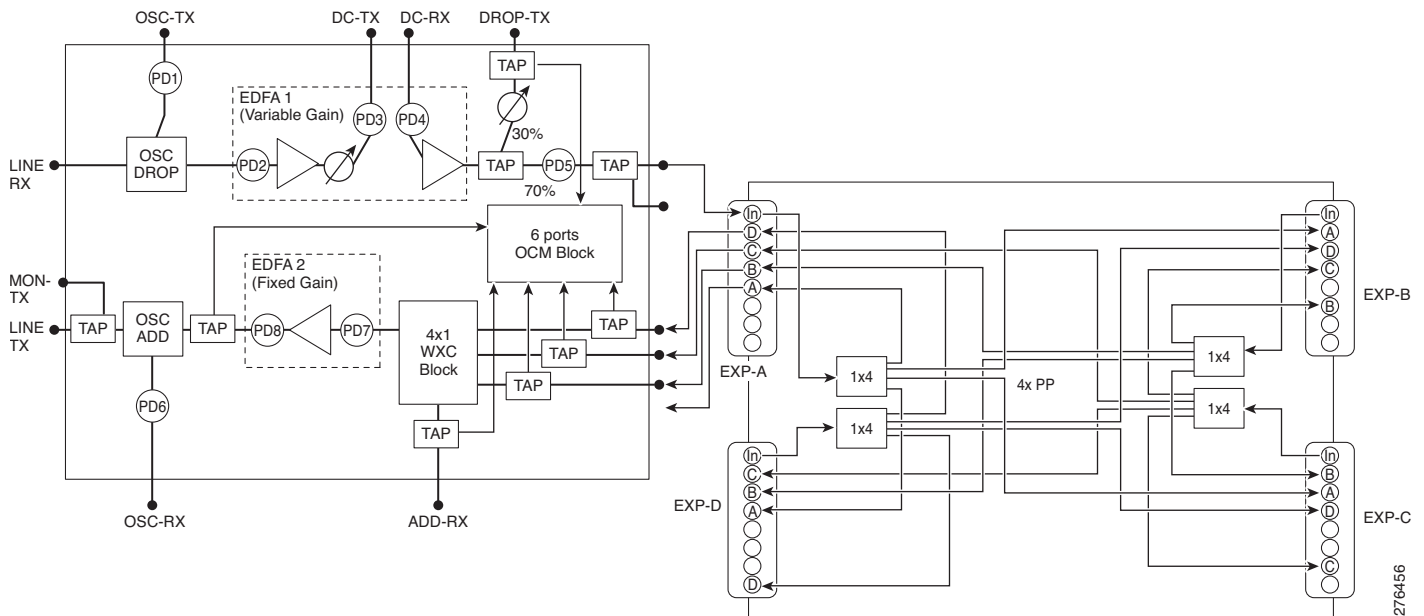 OSC-TX
DC-TX
DC-RX
DROP-TX
PD1
TAP
EDFA 1
(Variable Gain)
PD3
PD4
30%
LINE
RX
OSC
DROP
PD2
TAP
PD5
TAP
70%
6 ports
OCM Block
MON-
TX
LINE
TX
TAP
OSC
ADD
TAP
EDFA 2
(Fixed Gain)
PD8
PD7
4x1
WXC
Block
TAP
TAP
TAP
TAP
PD6
OSC-RX
ADD-RX
In
D
C
B
A
EXP-A
In
A
D
C
B
EXP-B
1x4
1x4
4x PP
1x4
1x4
In
C
B
A
D
EXP-D
In
B
A
D
C
EXP-C
276456